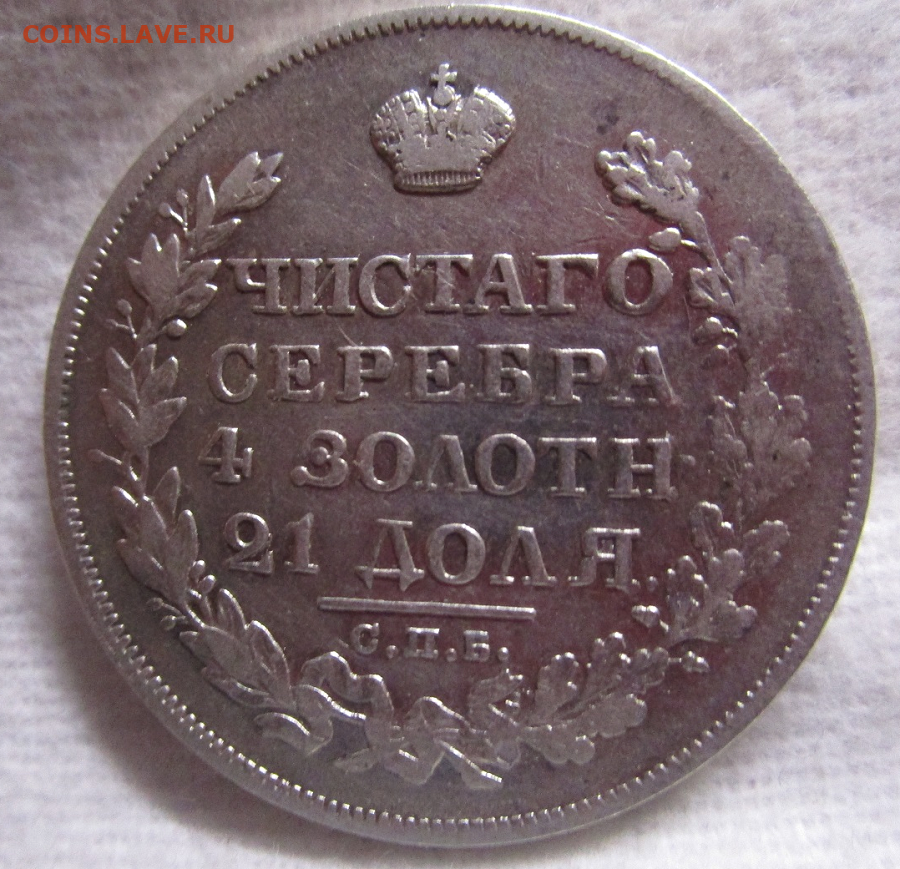 COINS.LAVE.RU
ЧИСТАГО
СЕРЕБРА
4 ЗОЛОТН
21 ДОЛЯ.
С.П.Б.